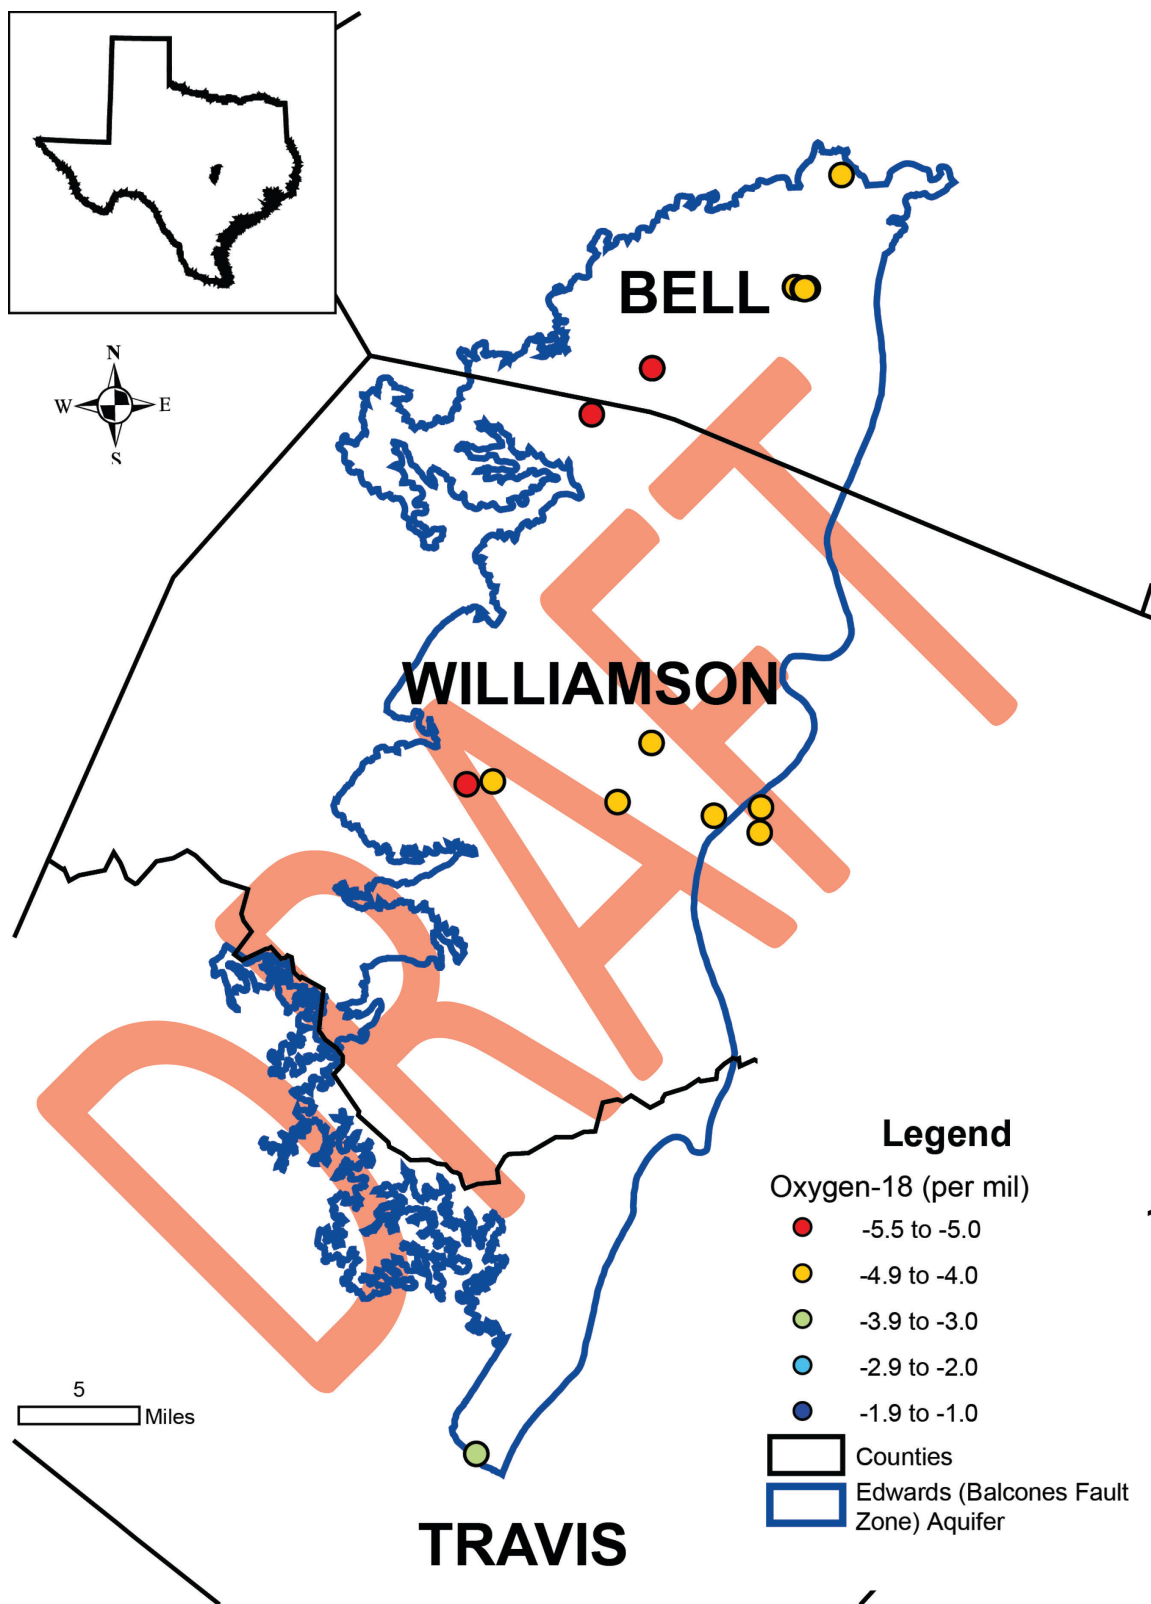 N
W E
S
BELL
WILLIAMSON
DRAFT
Legend
Oxygen-18 (per mil)
-5.5 to -5.0
-4.9 to -4.0
-3.9 to -3.0
-2.9 to -2.0
-1.9 to -1.0
5
Miles
Counties
Edwards (Balcones Fault
Zone) Aquifer
TRAVIS